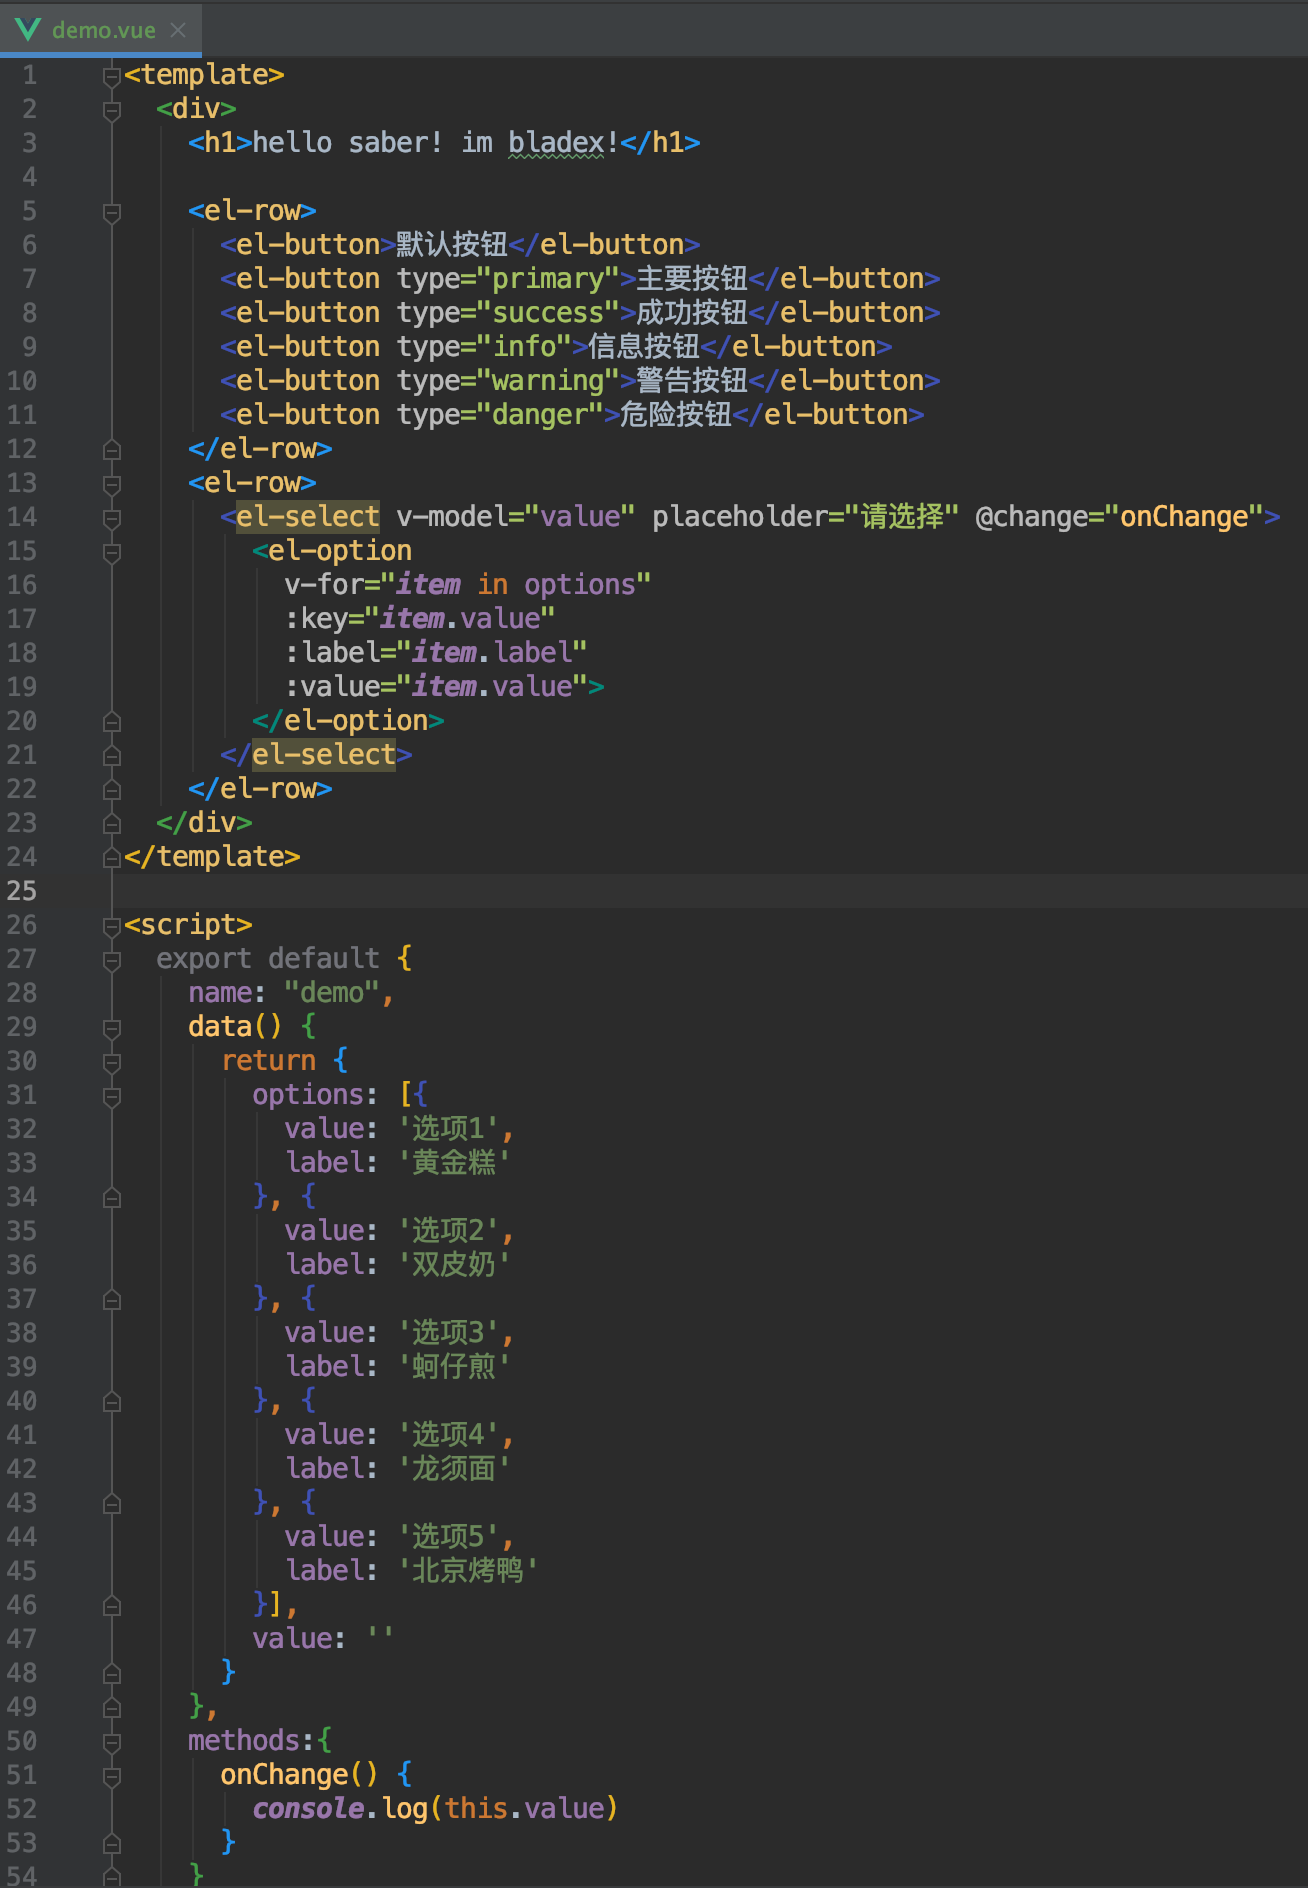 demo.vue
1 <template>
2 <div>
3 <h1>hello saber! im bladex!</h1>
4
5 <el-row>
6 <el-button>默认按钮</el-button>
7 <el-button type="primary">主要按钮</el-button>
8 <el-button type="success">成功按钮</el-button>
9 <el-button type="info">信息按钮</el-button>
10 <el-button type="warning">警告按钮</el-button>
11 <el-button type="danger">危险按钮</el-button>
12 </el-row>
13 <el-row>
14 <el-select v-model="value" placeholder="请选择" @change="onChange">
15 <el-option
16 v-for="item in options"
17 :key="item.value"
18 :label="item.label"
19 :value="item.value">
20 </el-option>
21 </el-select>
22 </el-row>
23 </div>
24 </template>
25
26 <script>
27 export default {
28 name: "demo",
29 data() {
30 return {
31 options: [{
32 value: '选项1',
33 label: '黄金糕'
34 }, {
35 value: '选项2',
36 label: '双皮奶'
37 }, {
38 value: '选项3',
39 label: '蚵仔煎'
40 }, {
41 value: '选项4',
42 label: '龙须面'
43 }, {
44 value: '选项5',
45 label: '北京烤鸭'
46 }],
47 value: ''
48 }
49 },
50 methods:{
51 onChange() {
52 console.log(this.value)
53 }
54 }